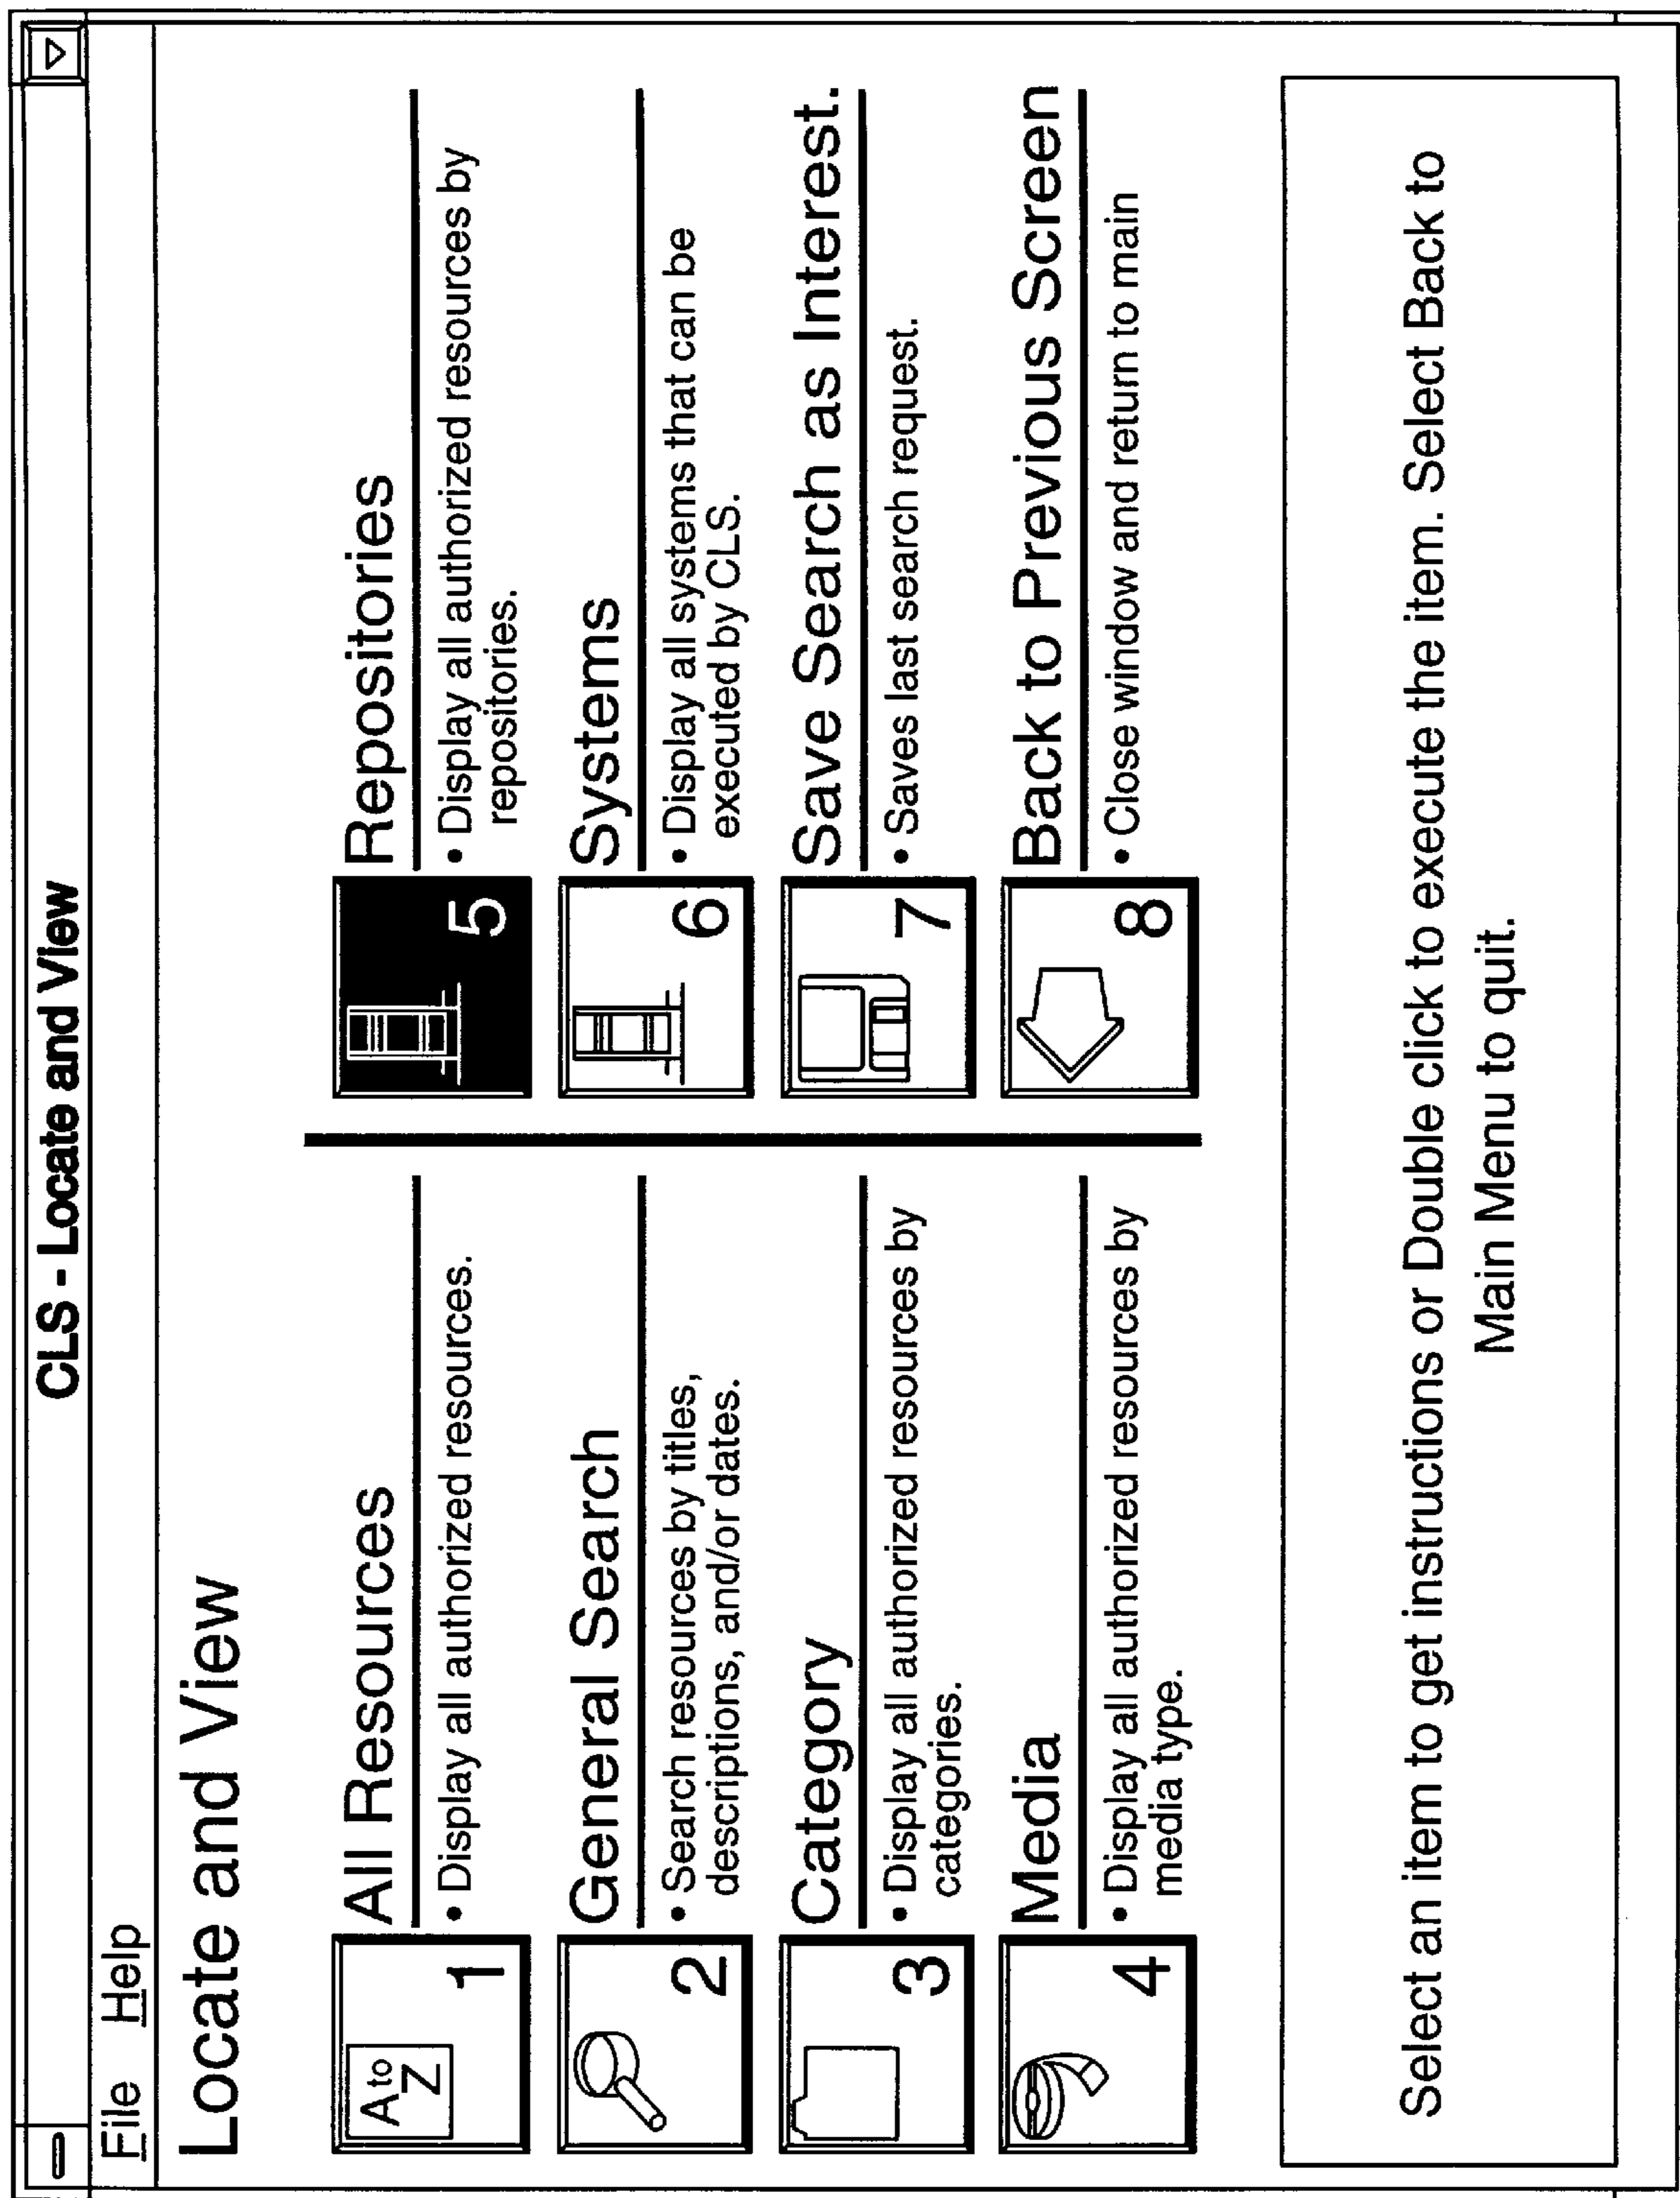 CLS - Locate and View
File Help
Locate and View
A to
Z
1
All Resources
• Display all authorized resources.
2
General Search
• Search resources by titles,
descriptions, and/or dates.
3
Category
• Display all authorized resources by
categories.
4
Media
• Display all authorized resources by
media type.
5
Repositories
• Display all authorized resources by
repositories.
6
Systems
• Display all systems that can be
executed by CLS.
7
Save Search as Interest.
• Saves last search request.
8
Back to Previous Screen
• Close window and return to main
Select an item to get instructions or Double click to execute the item. Select Back to
Main Menu to quit.